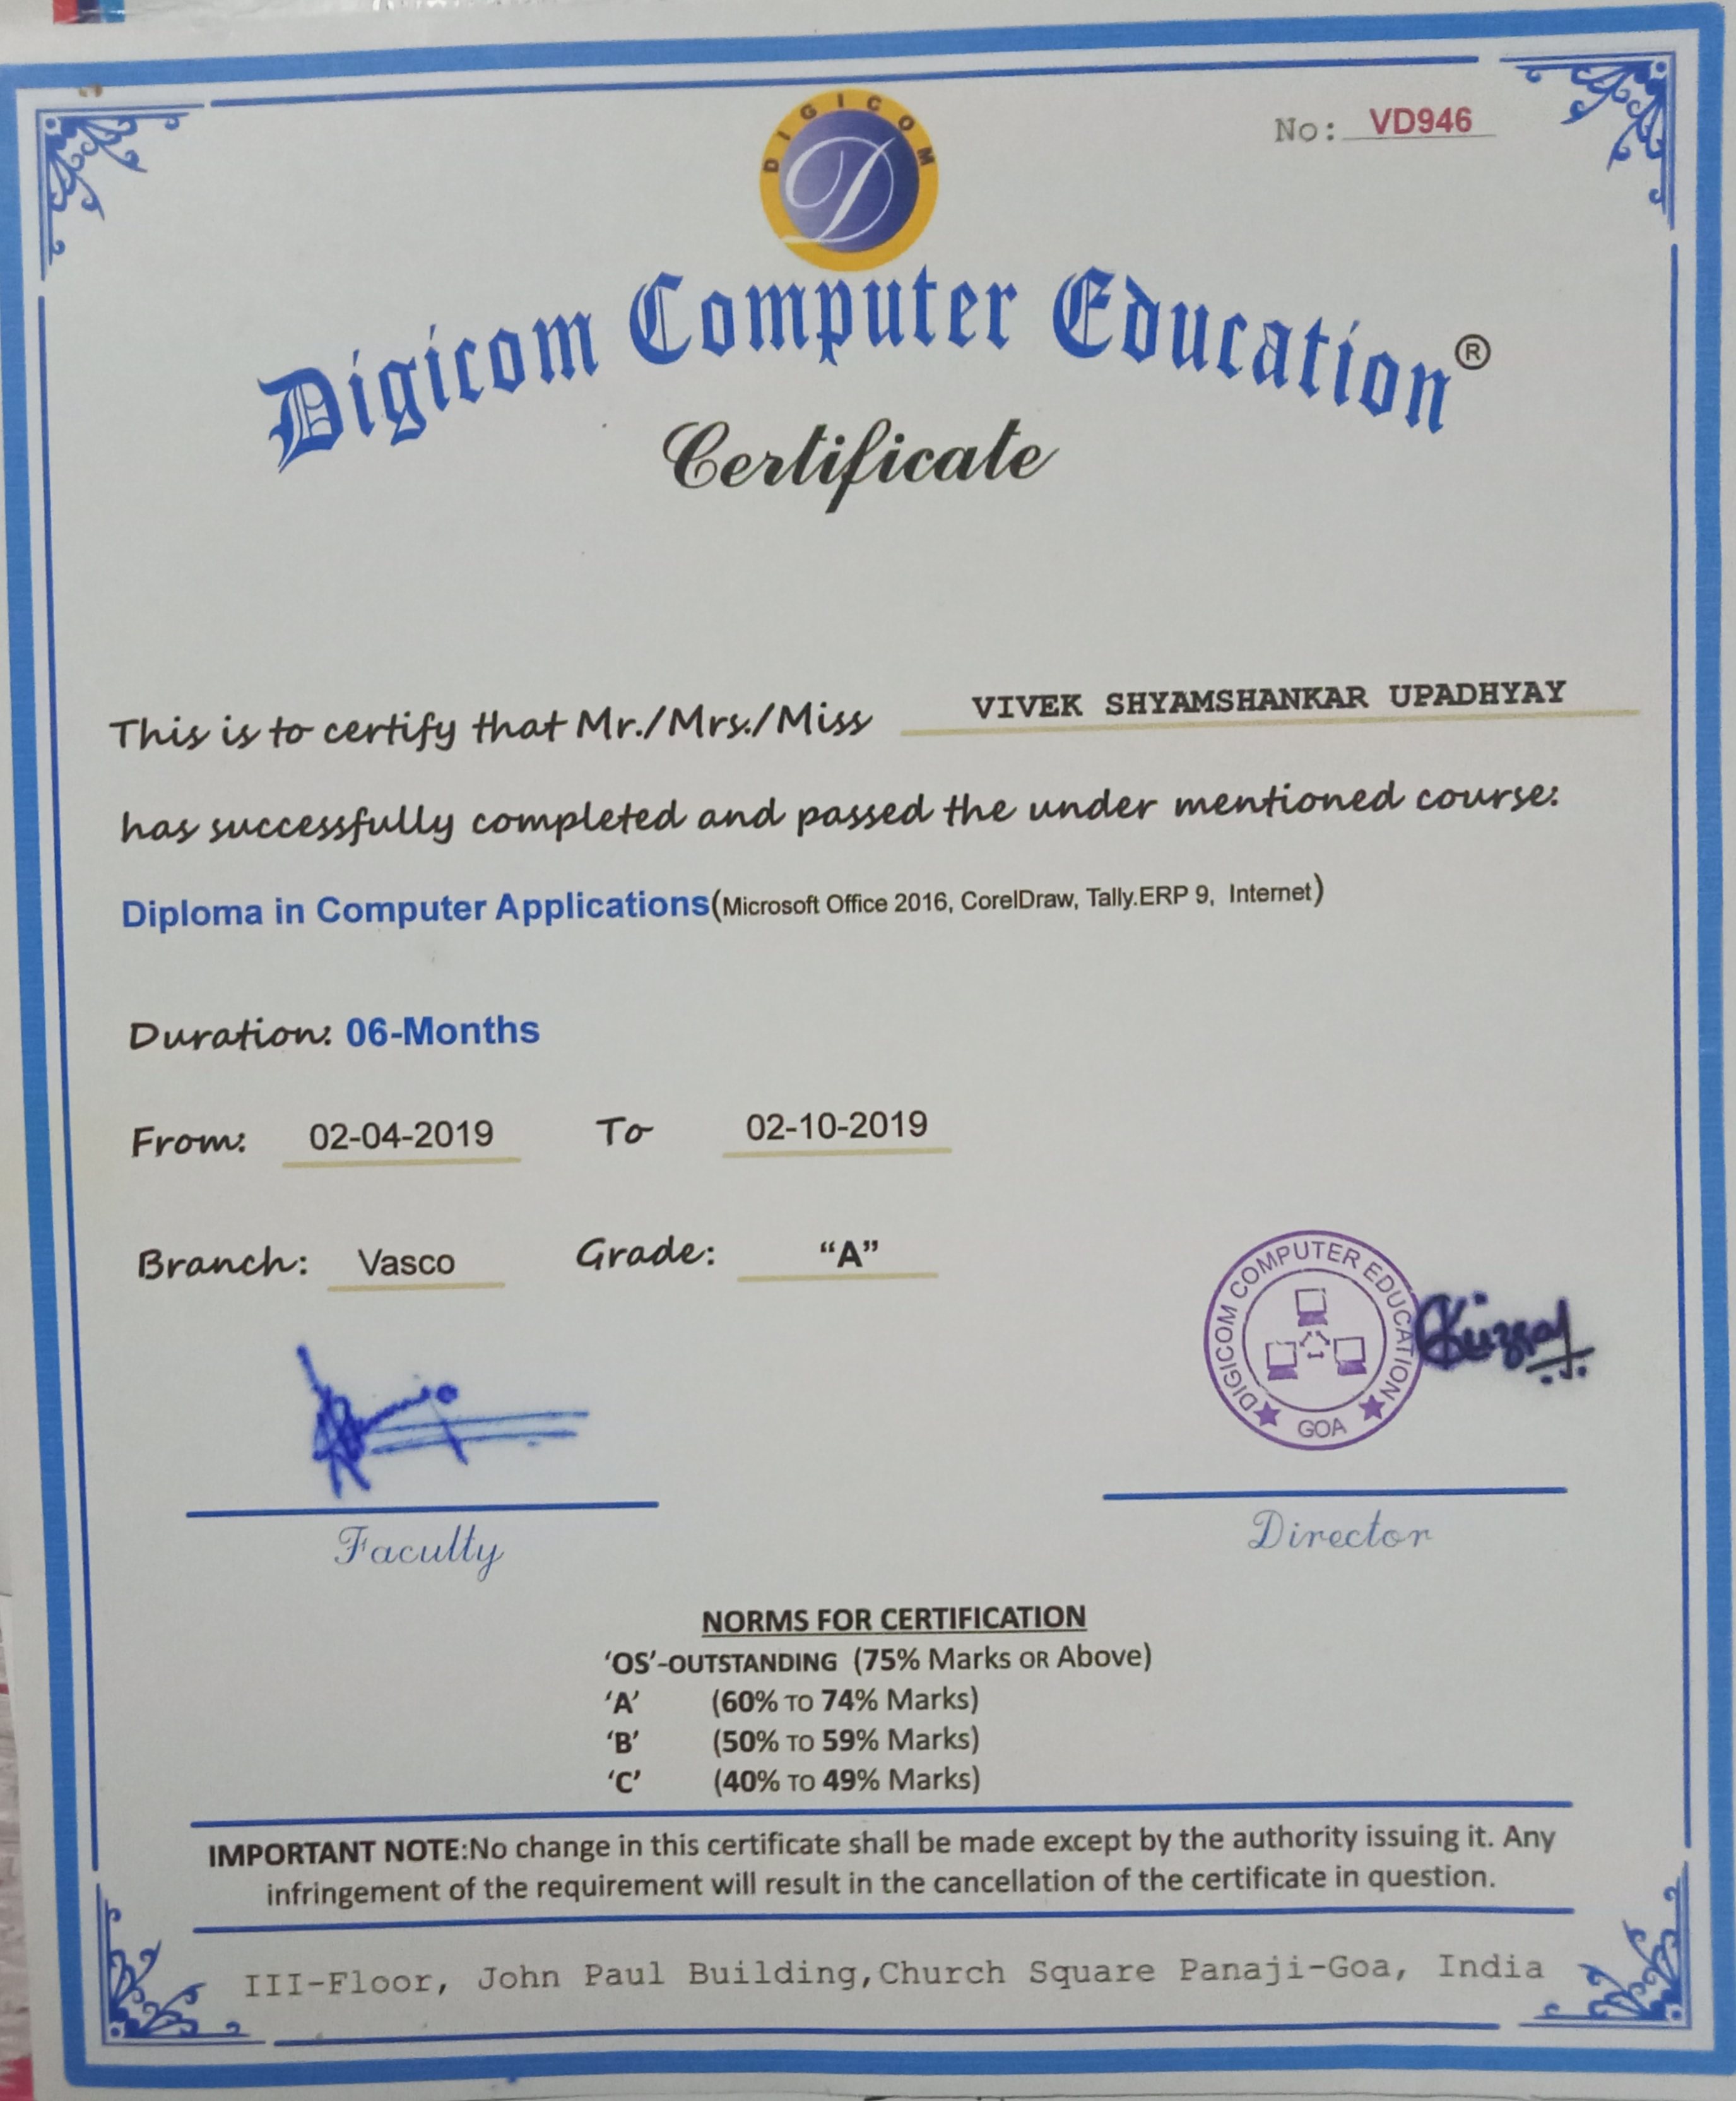 DIGICOM
D
No: VD946
Digicom Computer Education®
Certificate
This is to certify that Mr./Mrs./Miss VIVEK SHYAMSHANKAR UPADHYAY
has successfully completed and passed the under mentioned course:
Diploma in Computer Applications(Microsoft Office 2016, CorelDraw, Tally.ERP 9, Internet)
Duration: 06-Months
From: 02-04-2019 To 02-10-2019
Branch: Vasco Grade: “A”
DIGICOM COMPUTER EDUCATION
GOA
Faculty
Director
NORMS FOR CERTIFICATION
‘OS’-OUTSTANDING (75% Marks OR Above)
‘A’ (60% TO 74% Marks)
‘B’ (50% TO 59% Marks)
‘C’ (40% TO 49% Marks)
IMPORTANT NOTE:No change in this certificate shall be made except by the authority issuing it. Any
infringement of the requirement will result in the cancellation of the certificate in question.
III-Floor, John Paul Building,Church Square Panaji-Goa, India